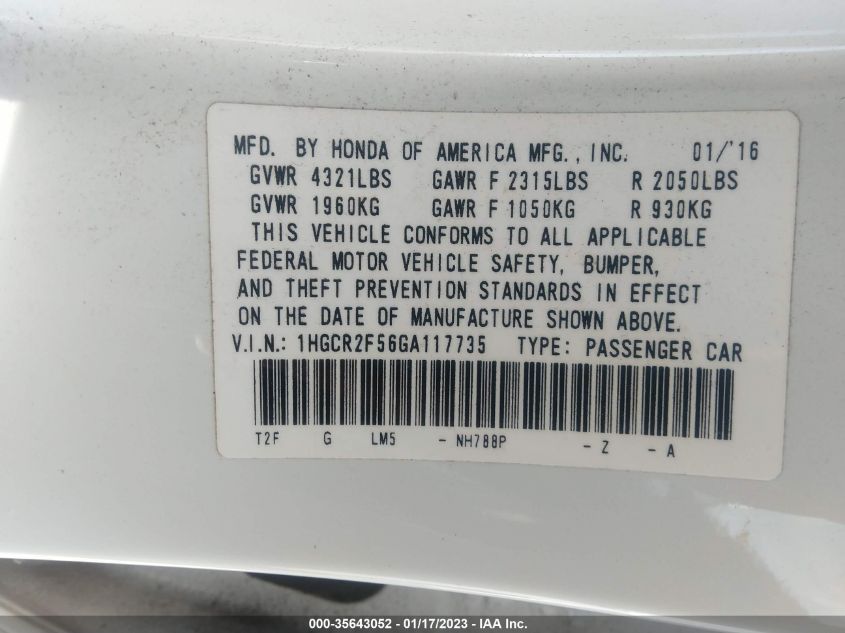 MFD. BY HONDA OF AMERICA MFG., INC. 01/'16
GVWR 4321LBS GAWR F 2315LBS R 2050LBS
GVWR 1960KG GAWR F 1050KG R 930KG
THIS VEHICLE CONFORMS TO ALL APPLICABLE
FEDERAL MOTOR VEHICLE SAFETY, BUMPER,
AND THEFT PREVENTION STANDARDS IN EFFECT
ON THE DATE OF MANUFACTURE SHOWN ABOVE.
V.I.N.: 1HGCR2F56GA117735 TYPE: PASSENGER CAR
T2F G LM5 - NH788P - Z - A
000-35643052 - 01/17/2023 - IAA Inc.